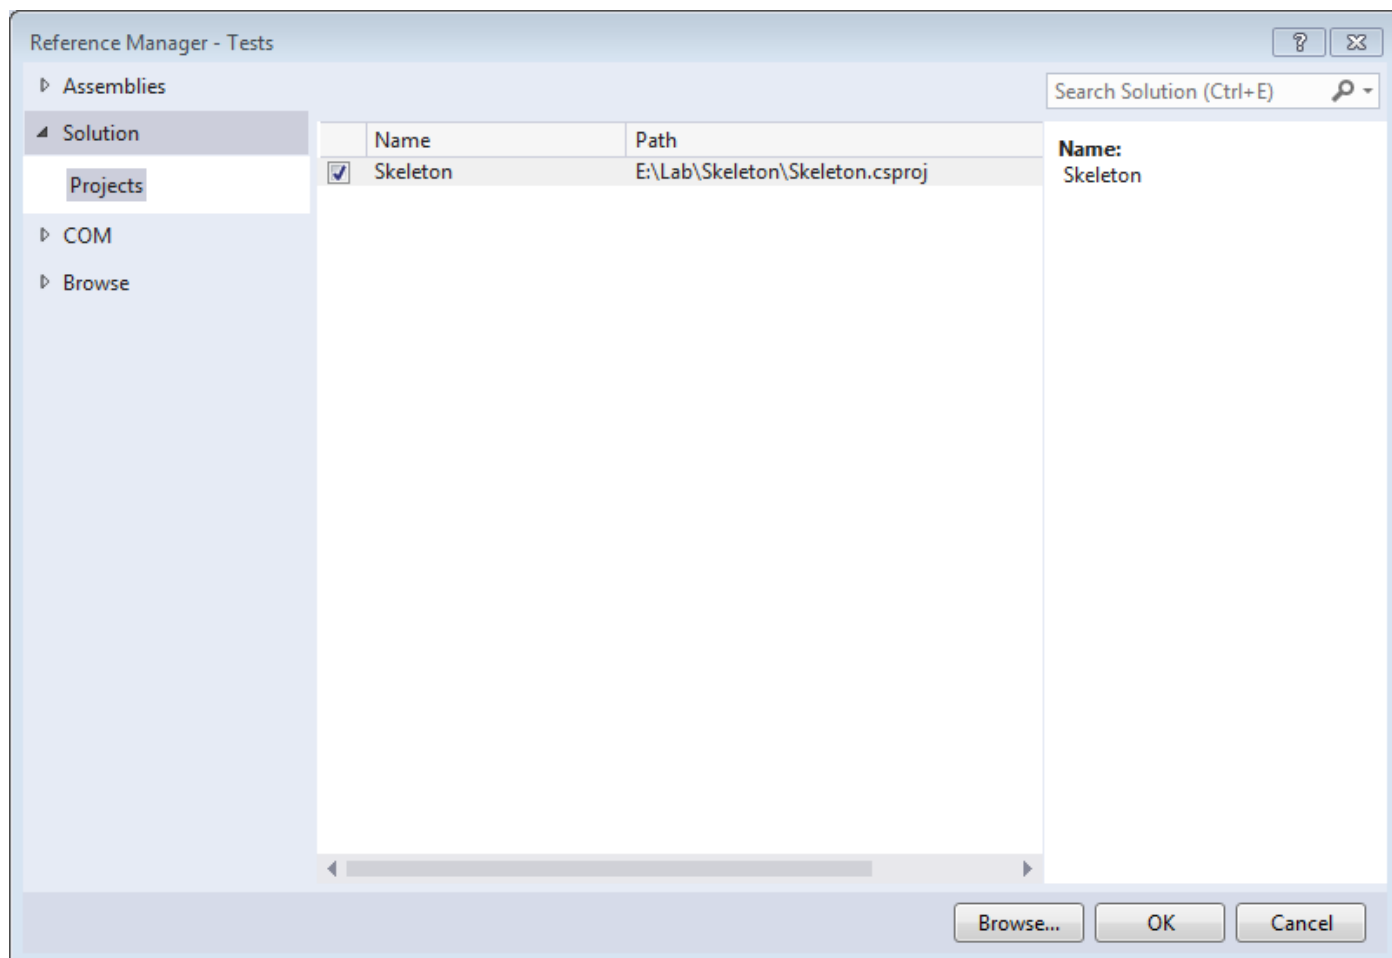 Reference Manager - Tests
Assemblies
Search Solution (Ctrl+E)
Solution
Projects
COM
Browse
Name Path
Skeleton E:\Lab\Skeleton\Skeleton.csproj
Name:
Skeleton
Browse... OK Cancel